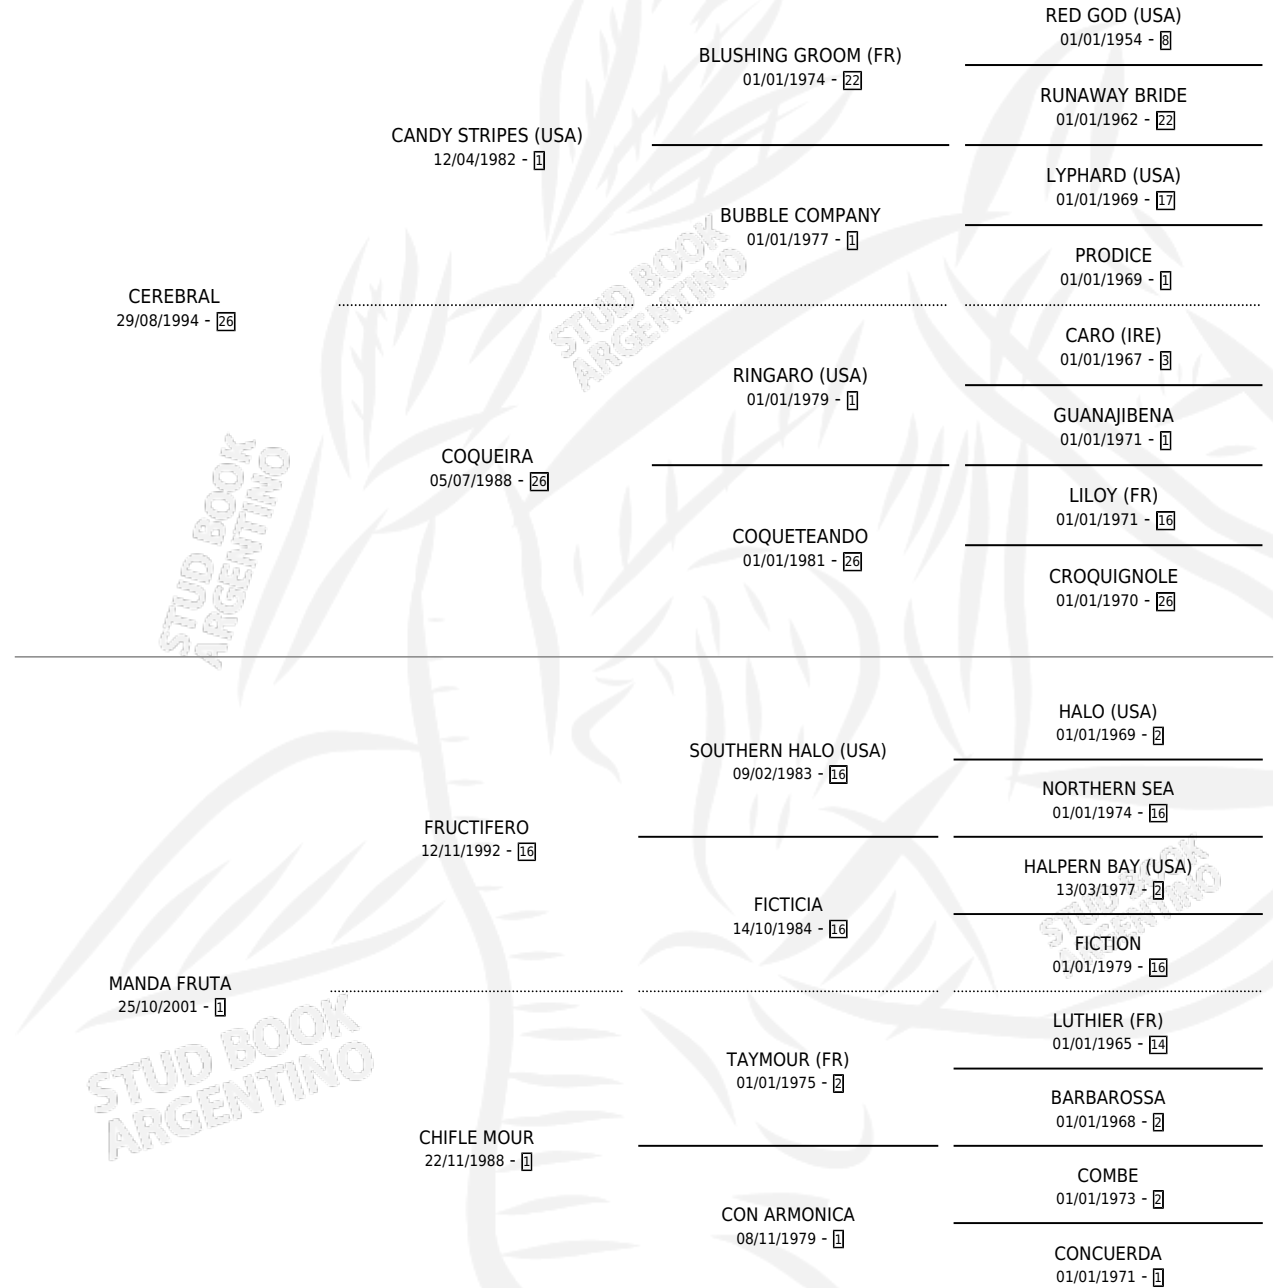 RED GOD (USA)
01/01/1954 - 8
BLUSHING GROOM (FR)
01/01/1974 - 22
RUNAWAY BRIDE
01/01/1962 - 22
CANDY STRIPES (USA)
12/04/1982 - 1
LYPHARD (USA)
01/01/1969 - 17
BUBBLE COMPANY
01/01/1977 - 1
PRODICE
01/01/1969 - 1
CEREBRAL
29/08/1994 - 26
STUD BOOK
ARGENTINO
CARO (IRE)
01/01/1967 - 3
RINGARO (USA)
01/01/1979 - 1
GUANAJIBENA
01/01/1971 - 1
COQUEIRA
05/07/1988 - 26
LILOY (FR)
01/01/1971 - 16
COQUETEANDO
01/01/1981 - 26
CROQUIGNOLE
01/01/1970 - 26
STUD BOOK
ARGENTINO
HALO (USA)
01/01/1969 - 2
SOUTHERN HALO (USA)
09/02/1983 - 16
NORTHERN SEA
01/01/1974 - 16
FRUCTIFERO
12/11/1992 - 16
HALPERN BAY (USA)
13/03/1977 - 2
FICTICIA
14/10/1984 - 16
FICTION
01/01/1979 - 16
STUD BOOK
ARGENTINO
MANDA FRUTA
25/10/2001 - 1
LUTHIER (FR)
01/01/1965 - 14
TAYMOUR (FR)
01/01/1975 - 2
BARBAROSSA
01/01/1968 - 2
STUD BOOK
ARGENTINO
CHIFLE MOUR
22/11/1988 - 1
COMBE
01/01/1973 - 2
CON ARMONICA
08/11/1979 - 1
CONCUERDA
01/01/1971 - 1